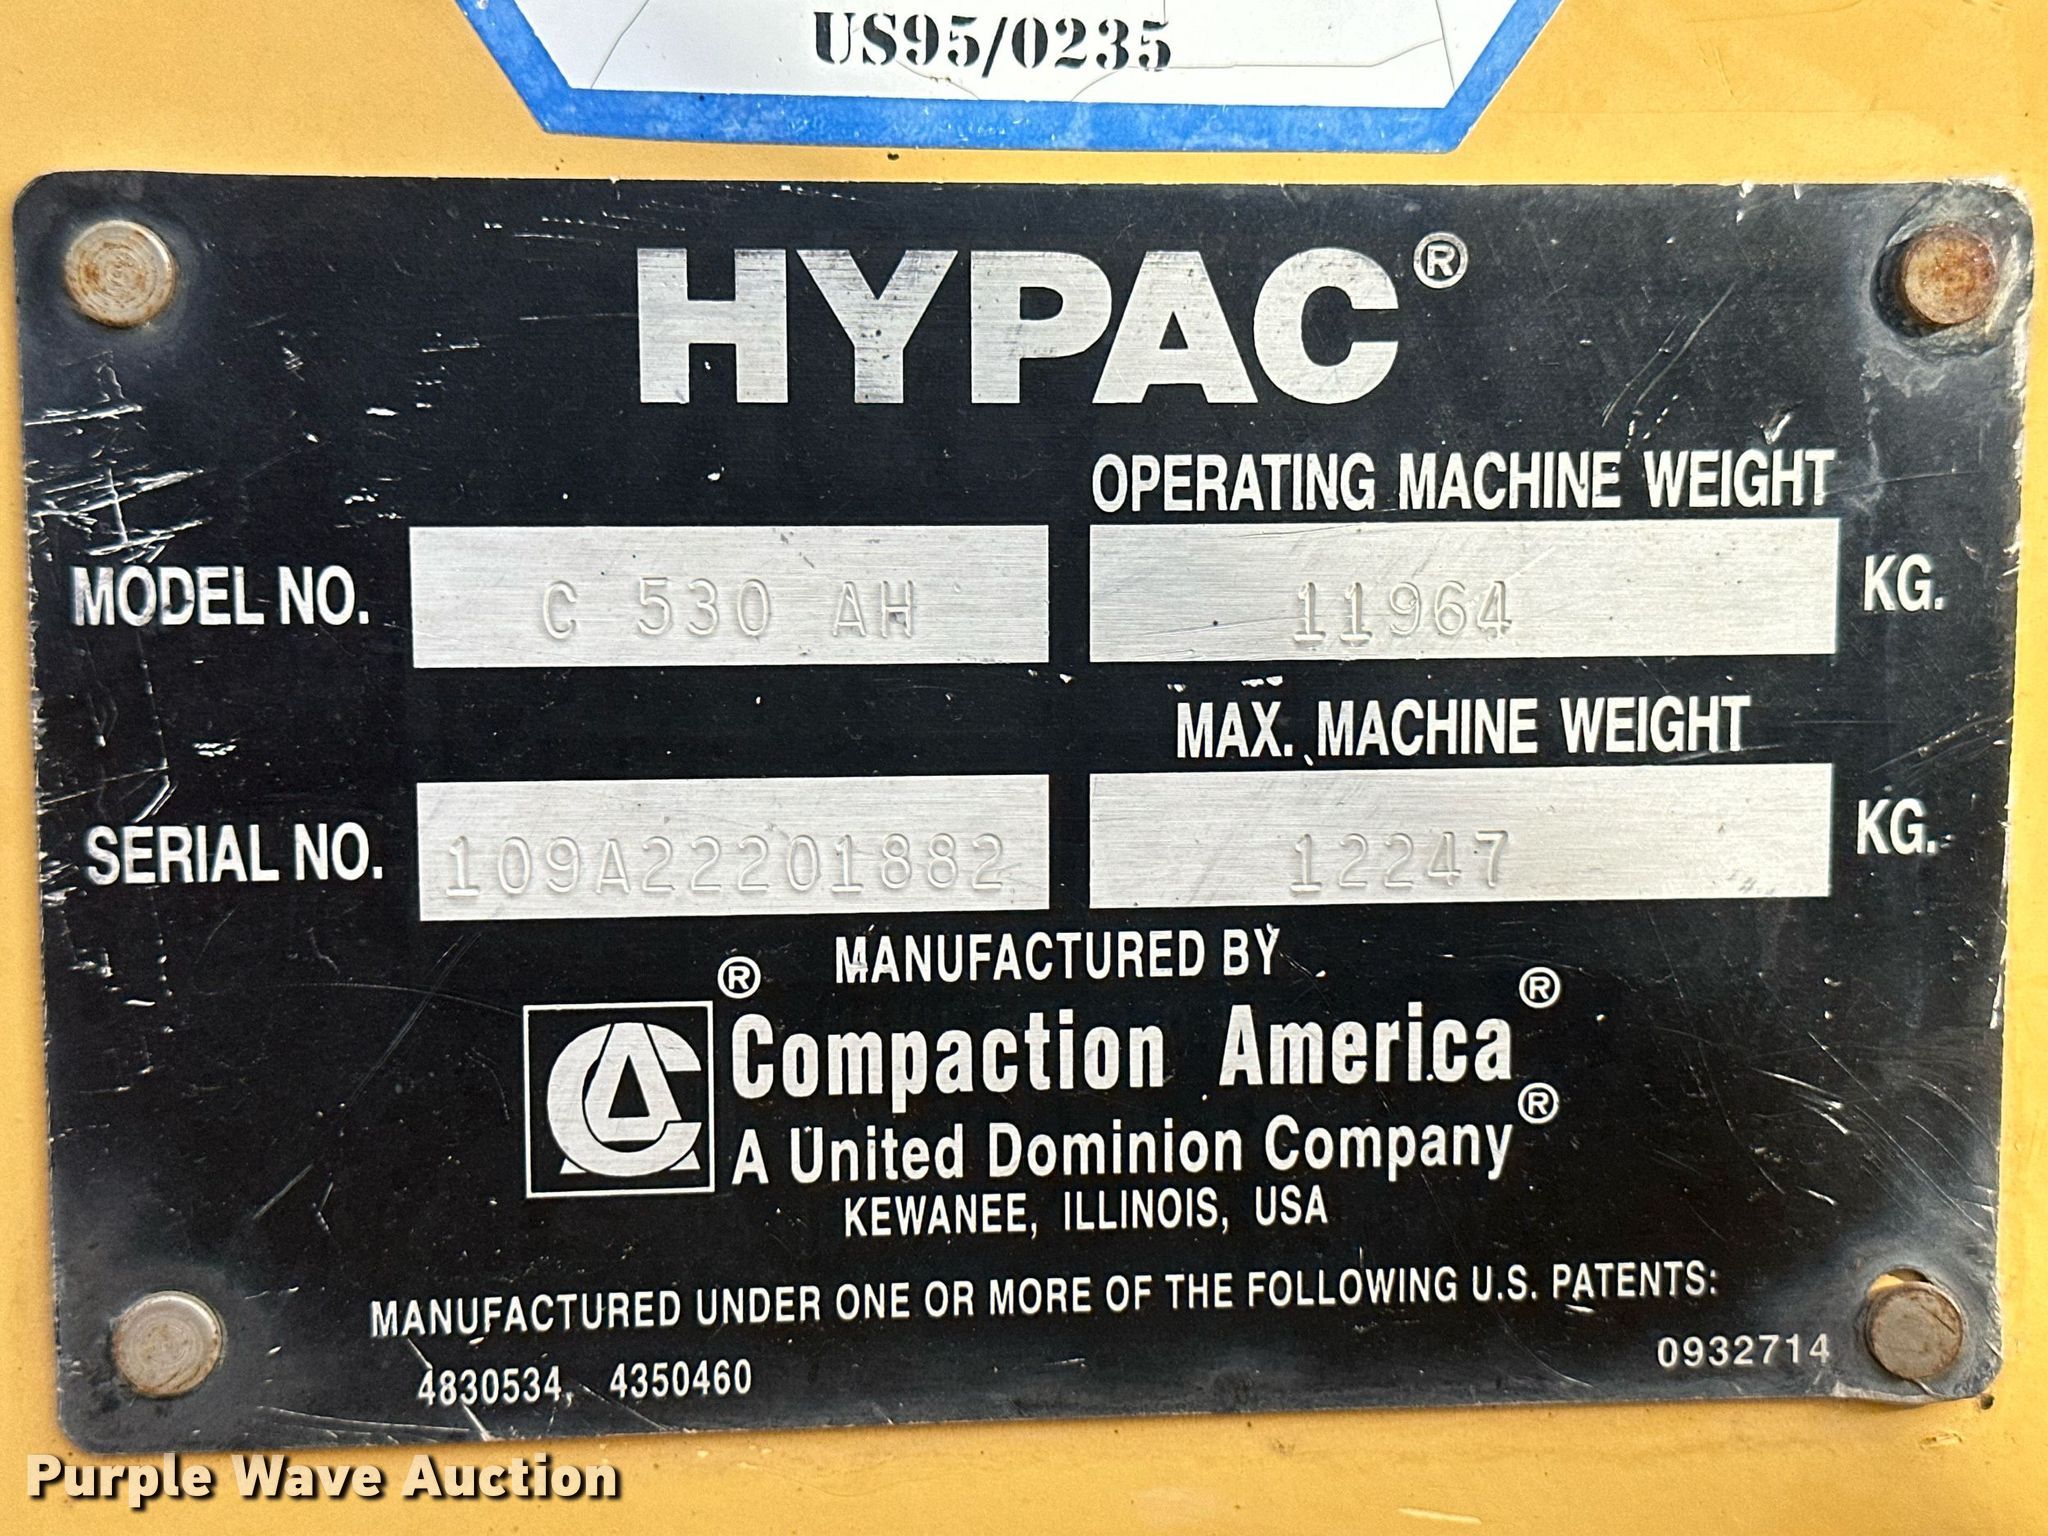 US95/0235
HYPAC®
OPERATING MACHINE WEIGHT
MODEL NO. C 530 AH 11964 KG.
MAX. MACHINE WEIGHT
SERIAL NO. 109A22201882 12247 KG.
MANUFACTURED BY
CA ® Compaction America®
A United Dominion Company®
KEWANEE, ILLINOIS, USA
MANUFACTURED UNDER ONE OR MORE OF THE FOLLOWING U.S. PATENTS:
4830534, 4350460 0932714
Purple Wave Auction